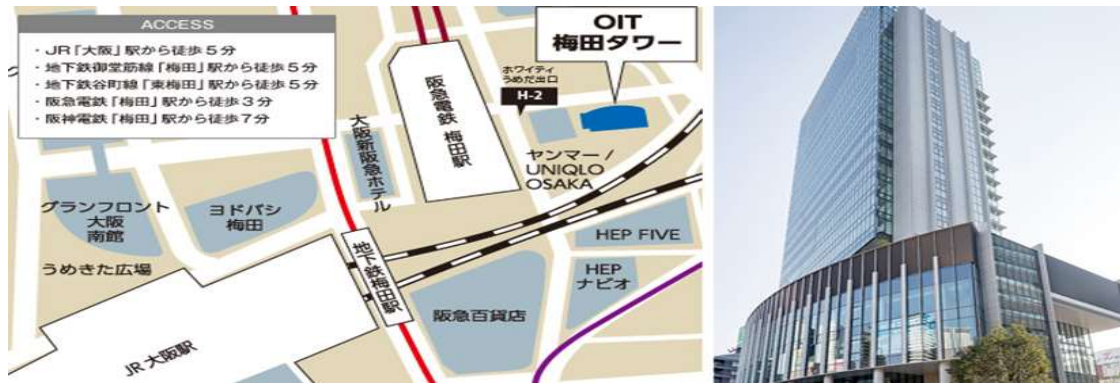 ACCESS
・JR「大阪」駅から徒歩5分
・地下鉄御堂筋線「梅田」駅から徒歩5分
・地下鉄谷町線「東梅田」駅から徒歩5分
・阪急電鉄「梅田」駅から徒歩3分
・阪神電鉄「梅田」駅から徒歩7分
OIT
梅田タワー
ホワイティ
うめだ出口
H-2
阪急電鉄 梅田駅
大阪新阪急ホテル
ヤンマー/
UNIQLO
OSAKA
グランフロント
大阪
南館
ヨドバシ
梅田
うめきた広場
地下鉄梅田駅
HEP FIVE
HEP
ナビオ
阪急百貨店
JR 大阪駅